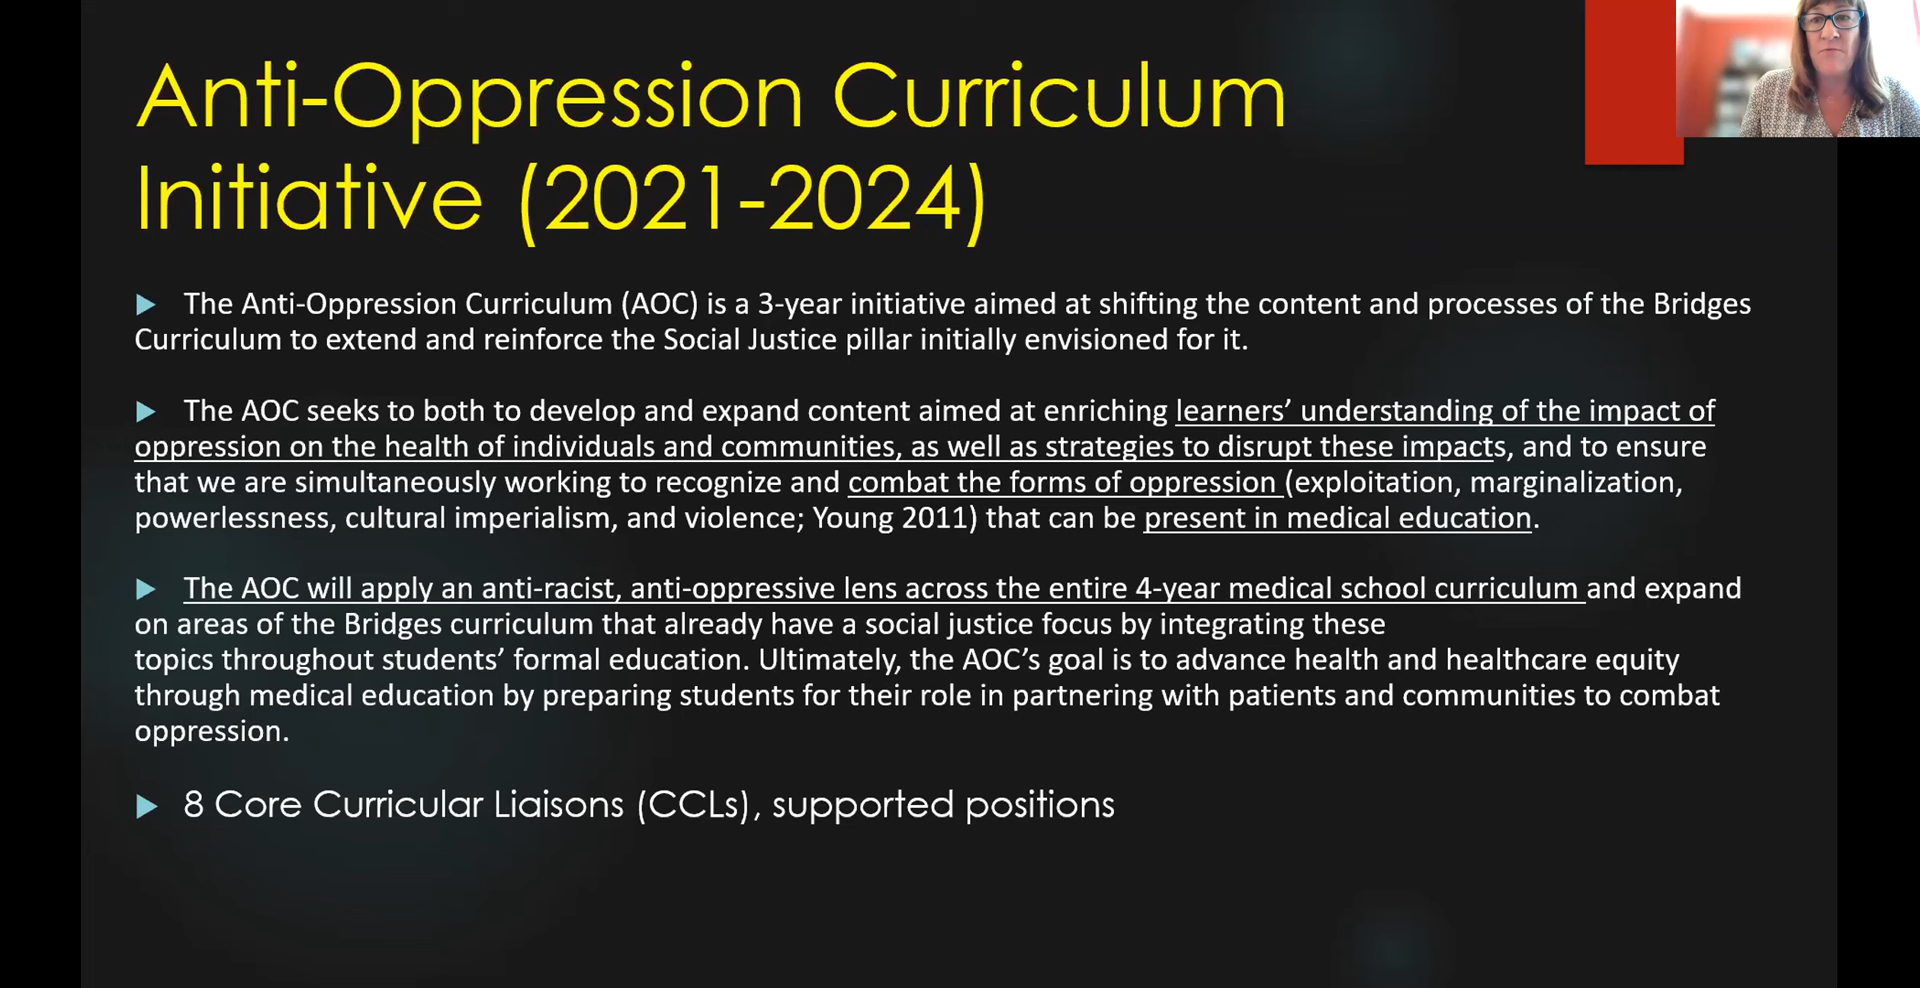 Anti-Oppression Curriculum
Initiative (2021-2024)
The Anti-Oppression Curriculum (AOC) is a 3-year initiative aimed at shifting the content and processes of the Bridges
Curriculum to extend and reinforce the Social Justice pillar initially envisioned for it.
The AOC seeks to both to develop and expand content aimed at enriching learners’ understanding of the impact of
oppression on the health of individuals and communities, as well as strategies to disrupt these impacts, and to ensure
that we are simultaneously working to recognize and combat the forms of oppression (exploitation, marginalization,
powerlessness, cultural imperialism, and violence; Young 2011) that can be present in medical education.
The AOC will apply an anti-racist, anti-oppressive lens across the entire 4-year medical school curriculum and expand
on areas of the Bridges curriculum that already have a social justice focus by integrating these
topics throughout students’ formal education. Ultimately, the AOC’s goal is to advance health and healthcare equity
through medical education by preparing students for their role in partnering with patients and communities to combat
oppression.
8 Core Curricular Liaisons (CCLs), supported positions